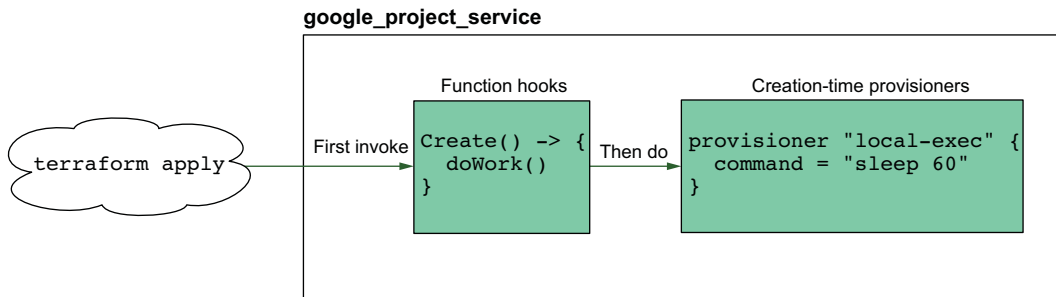 google_project_service
Function hooks
Creation-time provisioners
terraform apply
First invoke
Create() -> {
doWork()
}
Then do
provisioner "local-exec" {
command = "sleep 60"
}